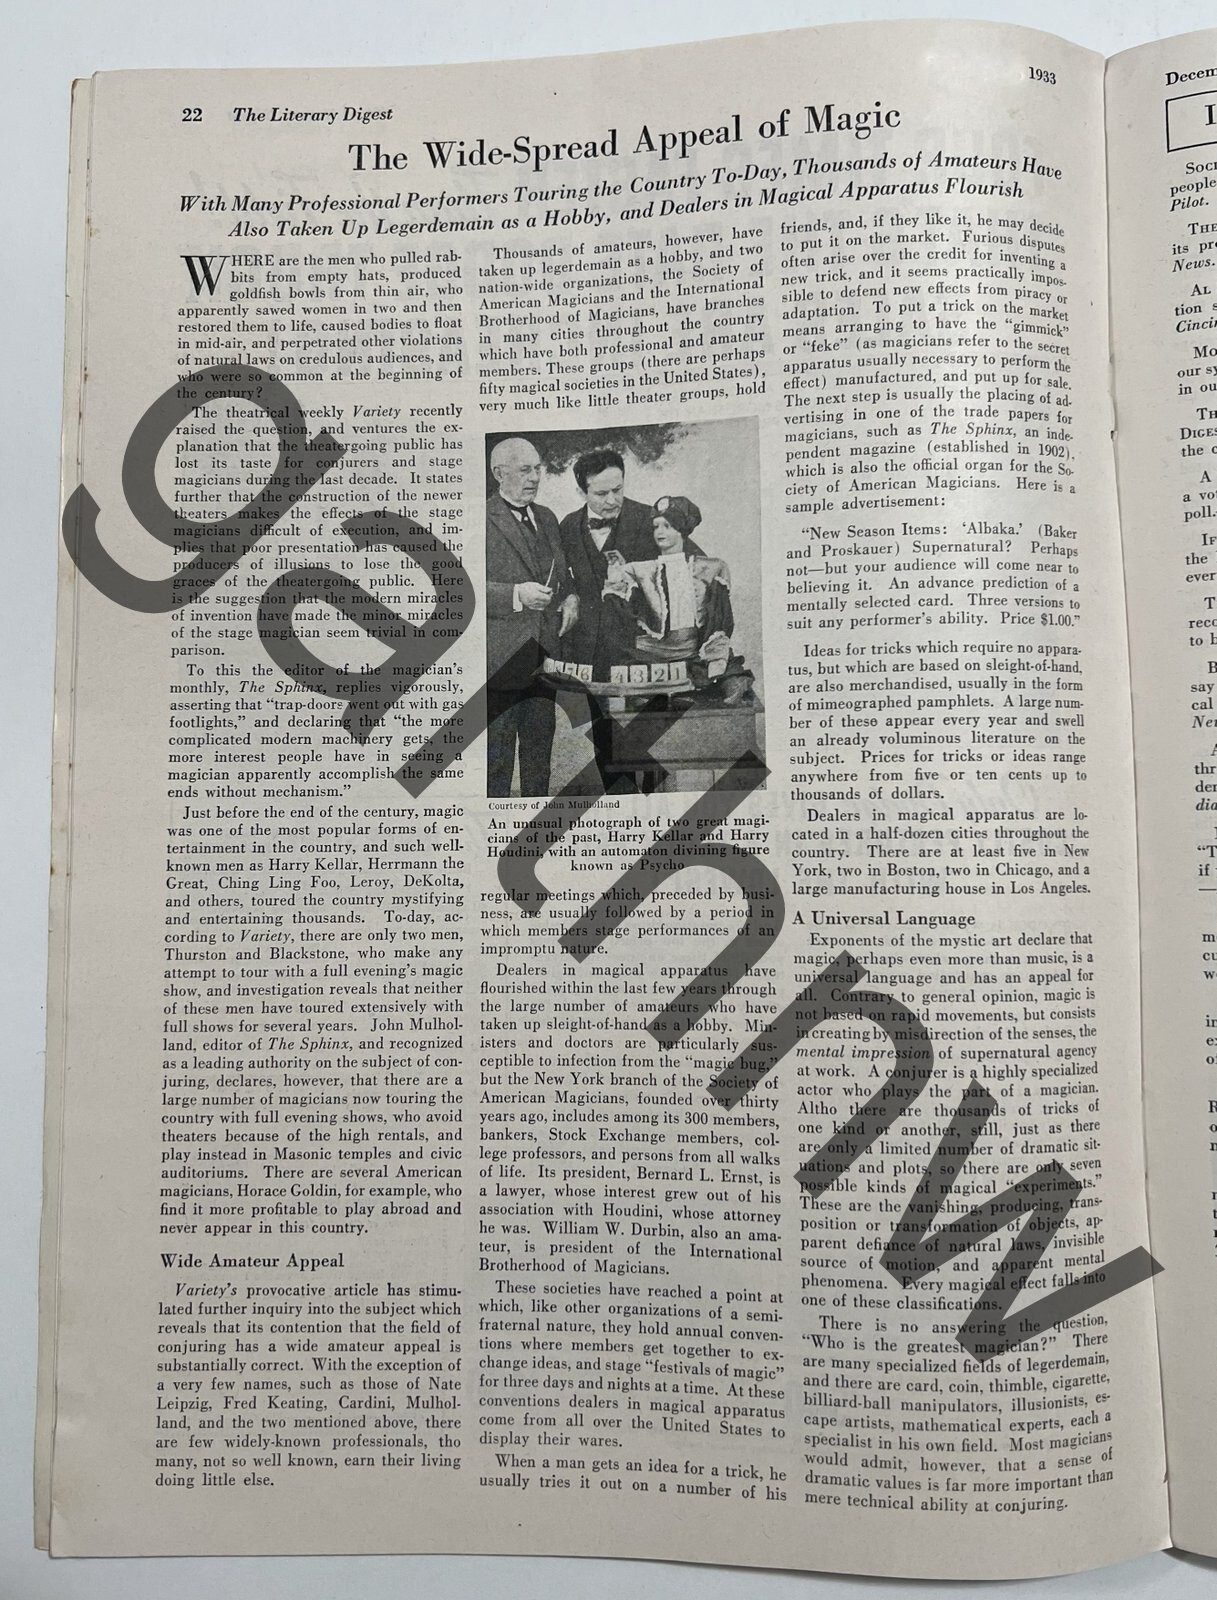 1933
22 The Literary Digest
The Wide-Spread Appeal of Magic
With Many Professional Performers Touring the Country To-Day, Thousands of Amateurs Have
Also Taken Up Legerdemain as a Hobby, and Dealers in Magical Apparatus Flourish
WHERE are the men who pulled rab-
bits from empty hats, produced
goldfish bowls from thin air, who
apparently sawed women in two and then
restored them to life, caused bodies to float
in mid-air, and perpetrated other violations
of natural laws on credulous audiences, and
who were so common at the beginning of
the century?
The theatrical weekly Variety recently
raised the question, and ventures the ex-
planation that the theatergoing public has
lost its taste for conjurers and stage
magicians during the last decade. It states
further that the construction of the newer
theaters makes the effects of the stage
magicians difficult of execution, and im-
plies that poor presentation has caused the
producers of illusions to lose the good
graces of the theatergoing public. Here
is the suggestion that the modern miracles
of invention have made the minor miracles
of the stage magician seem trivial in com-
parison.
To this the editor of the magician's
monthly, The Sphinx, replies vigorously,
asserting that "trap-doors went out with gas
footlights," and declaring that "the more
complicated modern machinery gets, the
more interest people have in seeing a
magician apparently accomplish the same
ends without mechanism."
Just before the end of the century, magic
was one of the most popular forms of en-
tertainment in the country, and such well-
known men as Harry Kellar, Herrmann the
Great, Ching Ling Foo, Leroy, DeKolta,
and others, toured the country mystifying
and entertaining thousands. To-day, ac-
cording to Variety, there are only two men,
Thurston and Blackstone, who make any
attempt to tour with a full evening's magic
show, and investigation reveals that neither
of these men have toured extensively with
full shows for several years. John Mulhol-
land, editor of The Sphinx, and recognized
as a leading authority on the subject of con-
juring, declares, however, that there are a
large number of magicians now touring the
country with full evening shows, who avoid
theaters because of the high rentals, and
play instead in Masonic temples and civic
auditoriums. There are several American
magicians, Horace Goldin, for example, who
find it more profitable to play abroad and
never appear in this country.
Wide Amateur Appeal
Variety's provocative article has stimu-
lated further inquiry into the subject which
reveals that its contention that the field of
conjuring has a wide amateur appeal is
substantially correct. With the exception of
a very few names, such as those of Nate
Leipzig, Fred Keating, Cardini, Mulhol-
land, and the two mentioned above, there
are few widely-known professionals, tho
many, not so well known, earn their living
doing little else.
Thousands of amateurs, however, have
taken up legerdemain as a hobby, and two
nation-wide organizations, the Society of
American Magicians and the International
Brotherhood of Magicians, have branches
in many cities throughout the country
which have both professional and amateur
members. These groups (there are perhaps
fifty magical societies in the United States),
very much like little theater groups, hold
4321
Courtesy of John Mulholland
An unusual photograph of two great magi-
cians of the past, Harry Kellar and Harry
Houdini, with an automaton divining figure
known as Psycho
regular meetings which, preceded by busi-
ness, are usually followed by a period in
which members stage performances of an
impromptu nature.
Dealers in magical apparatus have
flourished within the last few years through
the large number of amateurs who have
taken up sleight-of-hand as a hobby. Min-
isters and doctors are particularly sus-
ceptible to infection from the "magic bug,"
but the New York branch of the Society of
American Magicians, founded over thirty
years ago, includes among its 300 members,
bankers, Stock Exchange members, col-
lege professors, and persons from all walks
of life. Its president, Bernard L. Ernst, is
a lawyer, whose interest grew out of his
association with Houdini, whose attorney
he was. William W. Durbin, also an ama-
teur, is president of the International
Brotherhood of Magicians.
These societies have reached a point at
which, like other organizations of a semi-
fraternal nature, they hold annual conven-
tions where members get together to ex-
change ideas, and stage "festivals of magic"
for three days and nights at a time. At these
conventions dealers in magical apparatus
come from all over the United States to
display their wares.
When a man gets an idea for a trick, he
usually tries it out on a number of his
friends, and, if they like it, he may decide
to put it on the market. Furious disputes
often arise over the credit for inventing a
new trick, and it seems practically impos-
sible to defend new effects from piracy or
adaptation. To put a trick on the market
means arranging to have the "gimmick"
or "feke" (as magicians refer to the secret
apparatus usually necessary to perform the
effect) manufactured, and put up for sale.
The next step is usually the placing of ad-
vertising in one of the trade papers for
magicians, such as The Sphinx, an inde-
pendent magazine (established in 1902),
which is also the official organ for the So-
ciety of American Magicians. Here is a
sample advertisement:
"New Season Items: 'Albaka.' (Baker
and Proskauer) Supernatural? Perhaps
not—but your audience will come near to
believing it. An advance prediction of a
mentally selected card. Three versions to
suit any performer's ability. Price $1.00."
Ideas for tricks which require no appara-
tus, but which are based on sleight-of-hand,
are also merchandised, usually in the form
of mimeographed pamphlets. A large num-
ber of these appear every year and swell
an already voluminous literature on the
subject. Prices for tricks or ideas range
anywhere from five or ten cents up to
thousands of dollars.
Dealers in magical apparatus are lo-
cated in a half-dozen cities throughout the
country. There are at least five in New
York, two in Boston, two in Chicago, and a
large manufacturing house in Los Angeles.
A Universal Language
Exponents of the mystic art declare that
magic, perhaps even more than music, is a
universal language and has an appeal for
all. Contrary to general opinion, magic is
not based on rapid movements, but consists
in creating by misdirection of the senses, the
mental impression of supernatural agency
at work. A conjurer is a highly specialized
actor who plays the part of a magician.
Altho there are thousands of tricks of
one kind or another, still, just as there
are only a limited number of dramatic sit-
uations and plots, so there are only seven
possible kinds of magical "experiments."
These are the vanishing, producing, trans-
position or transformation of objects, ap-
parent defiance of natural laws, invisible
source of motion, and apparent mental
phenomena. Every magical effect falls into
one of these classifications.
There is no answering the question,
"Who is the greatest magician?" There
are many specialized fields of legerdemain,
and there are card, coin, thimble, cigarette,
billiard-ball manipulators, illusionists, es-
cape artists, mathematical experts, each a
specialist in his own field. Most magicians
would admit, however, that a sense of
dramatic values is far more important than
mere technical ability at conjuring.
Decem
people
Pilot.
THE
News.
AL
tion
Cincin
our
in ou
DIGES
the
A
poll.
IF
the
ever
to b
B
say
cal
"T
if